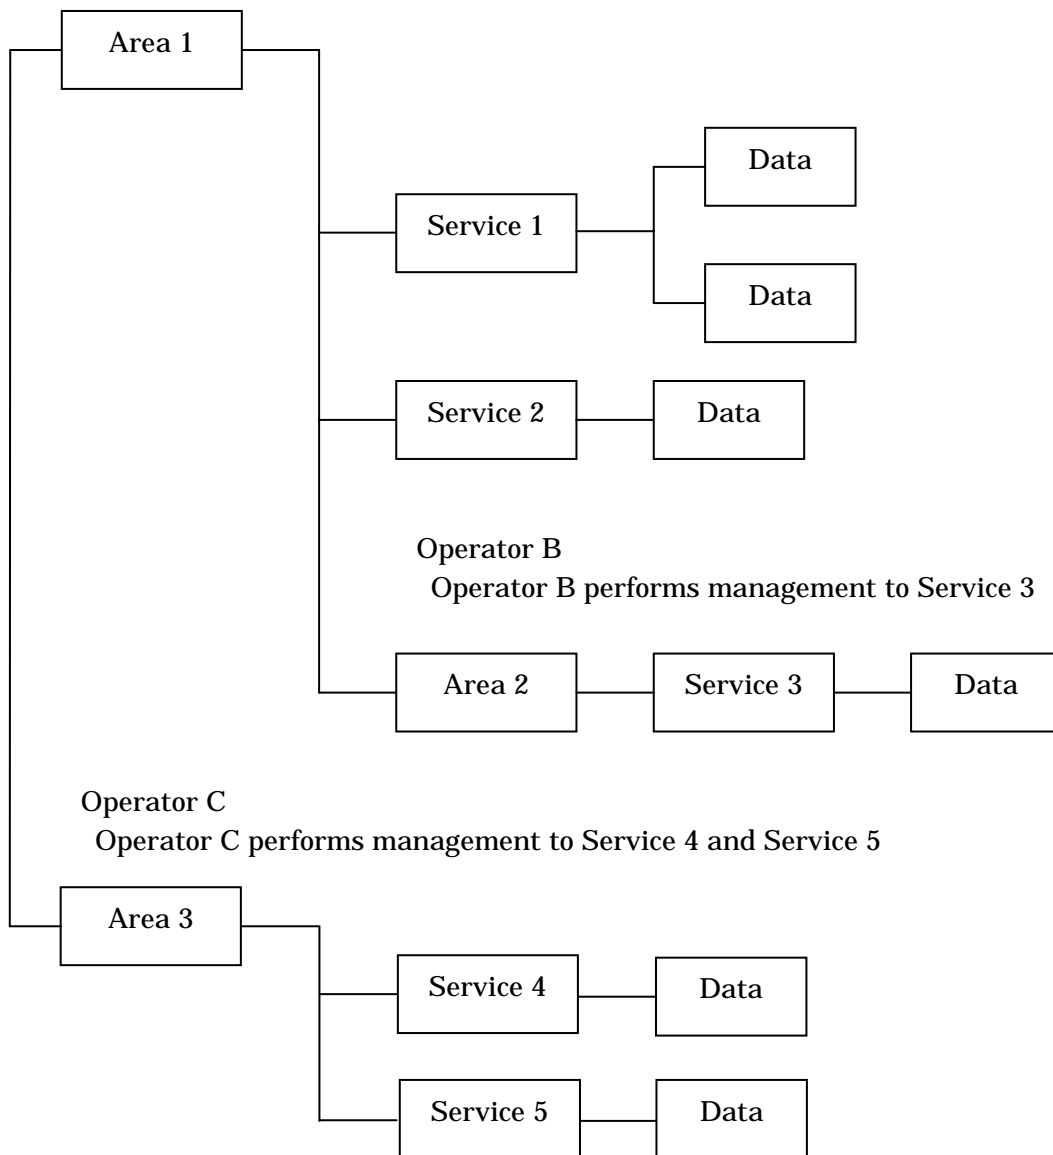 Area 1
Data
Service 1
Data
Service 2
Data
Operator B
Operator B performs management to Service 3
Area 2
Service 3
Data
Operator C
Operator C performs management to Service 4 and Service 5
Area 3
Service 4
Data
Service 5
Data